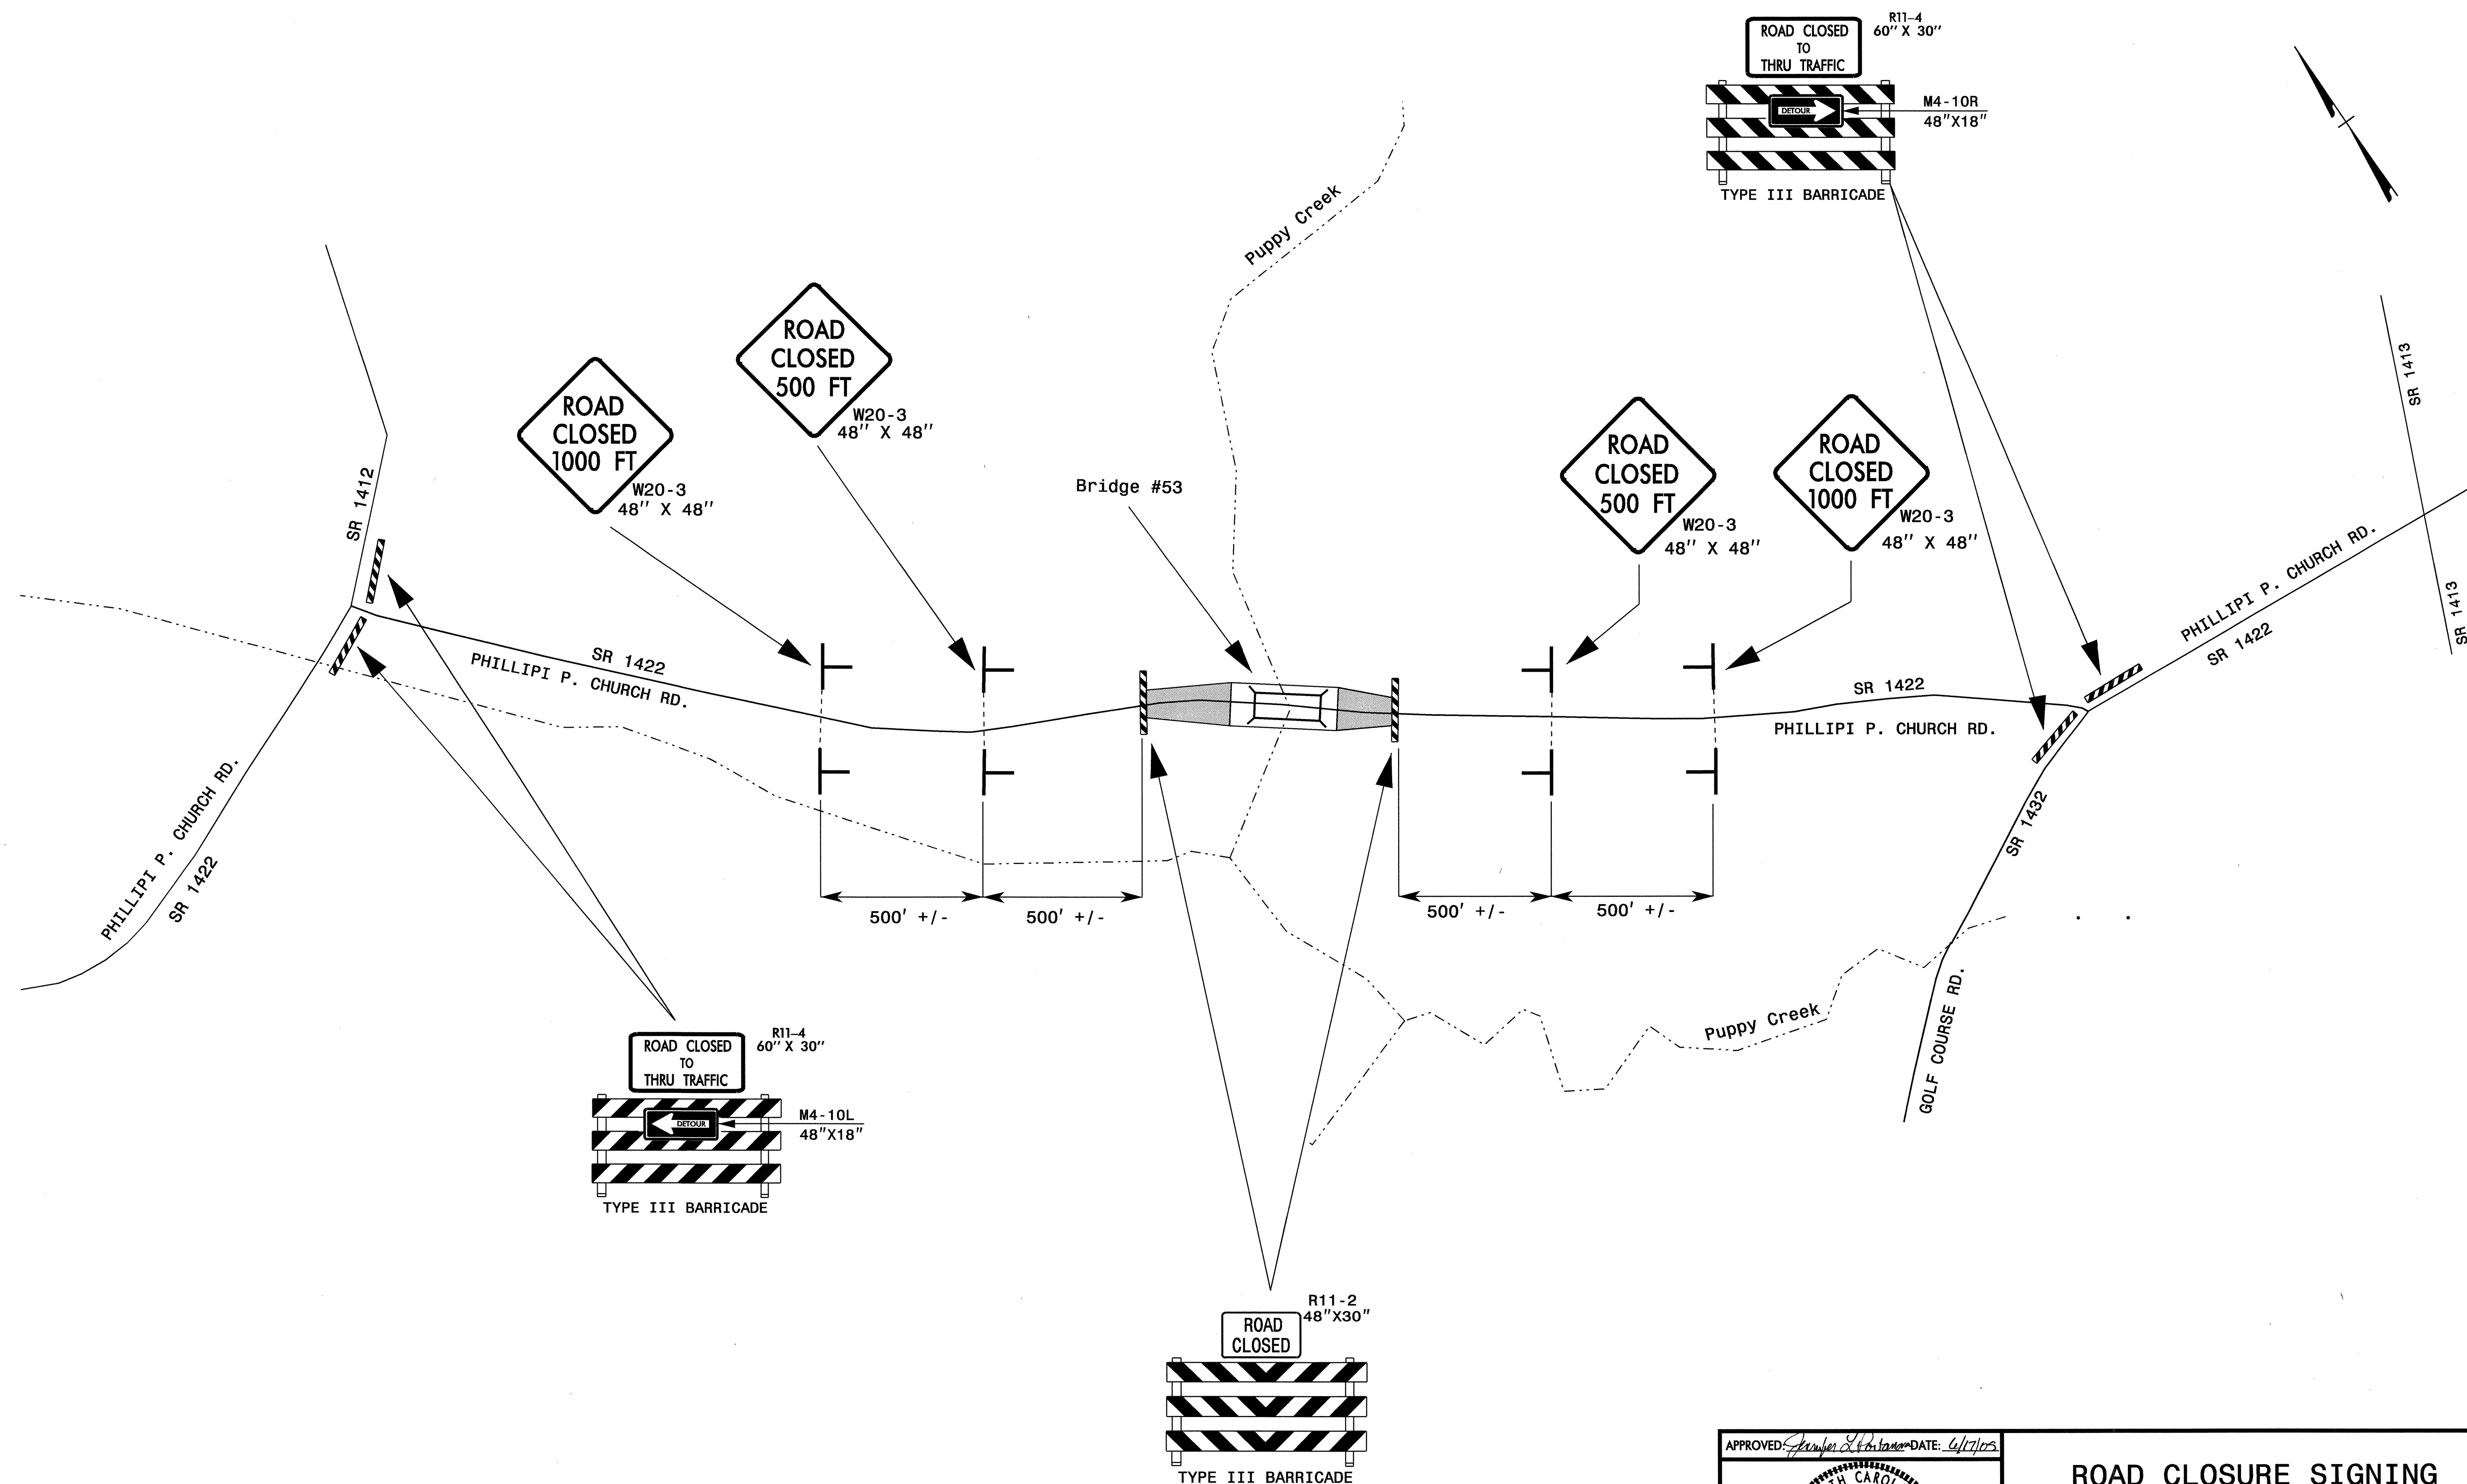 ROAD CLOSED
TO
THRU TRAFFIC
R11-4
60" X 30"
DETOUR
M4-10R
48"X18"
TYPE III BARRICADE
Puppy Creek
ROAD
CLOSED
500 FT
W20-3
48" X 48"
ROAD
CLOSED
1000 FT
W20-3
48" X 48"
SR 1412
Bridge #53
ROAD
CLOSED
500 FT
W20-3
48" X 48"
ROAD
CLOSED
1000 FT
W20-3
48" X 48"
SR 1413
PHILLIPI P. CHURCH RD.
SR 1422
SR 1413
SR 1422
PHILLIPI P. CHURCH RD.
SR 1422
PHILLIPI P. CHURCH RD.
PHILLIPI P. CHURCH RD.
SR 1422
SR 1432
GOLF COURSE RD.
500' +/-
500' +/-
500' +/-
500' +/-
Puppy Creek
ROAD CLOSED
TO
THRU TRAFFIC
R11-4
60" X 30"
DETOUR
M4-10L
48"X18"
TYPE III BARRICADE
R11-2
48"X30"
ROAD
CLOSED
TYPE III BARRICADE
APPROVED: DATE: 6/17/05
TH CAROL
ROAD CLOSURE SIGNING